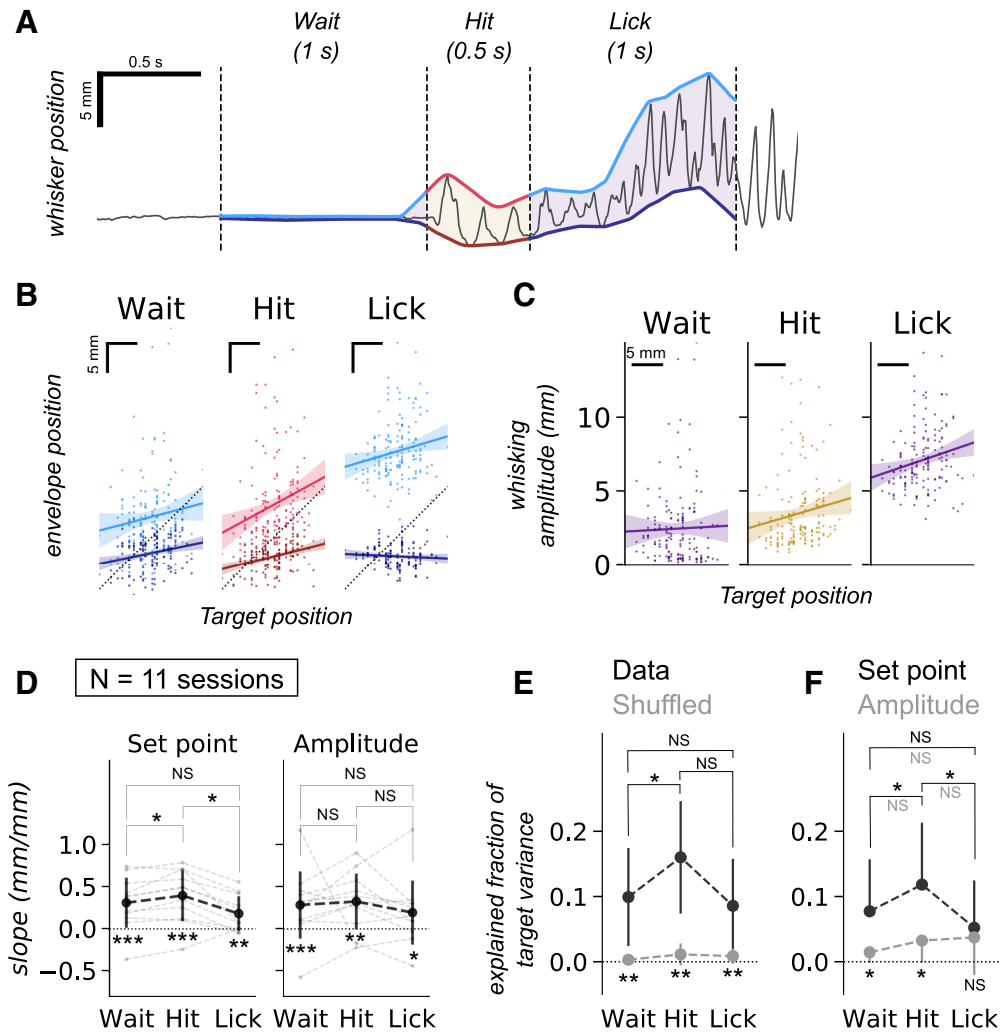 A
Wait
(1 s)
Hit
(0.5 s)
Lick
(1 s)
0.5 s
5 mm
whisker position
B
Wait
Hit
Lick
5 mm
envelope position
Target position
C
Wait
Hit
Lick
5 mm
10
5
0
whisking
amplitude (mm)
Target position
D
N = 11 sessions
Set point
Amplitude
NS
*
*
NS
NS
NS
1.0
0.5
0.0
−0.5
slope (mm/mm)
***
***
**
***
**
*
Wait Hit Lick
Wait Hit Lick
E
Data
Shuffled
NS
*
NS
0.2
0.1
0.0
explained fraction of
target variance
**
**
**
Wait Hit Lick
F
Set point
Amplitude
NS
NS
*
NS
*
NS
0.2
0.1
0.0
*
*
NS
Wait Hit Lick